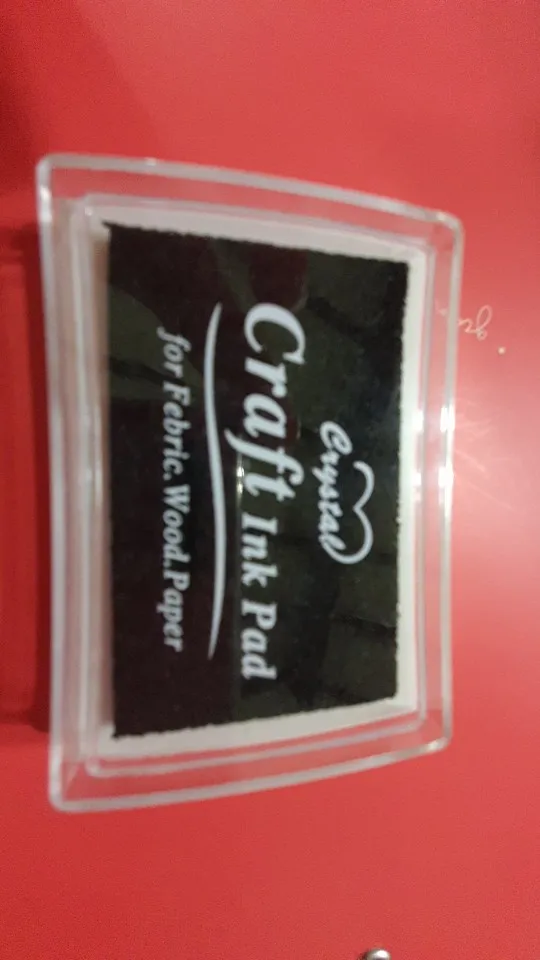 Crystal
Craft Ink Pad
for Febric.Wood.Paper